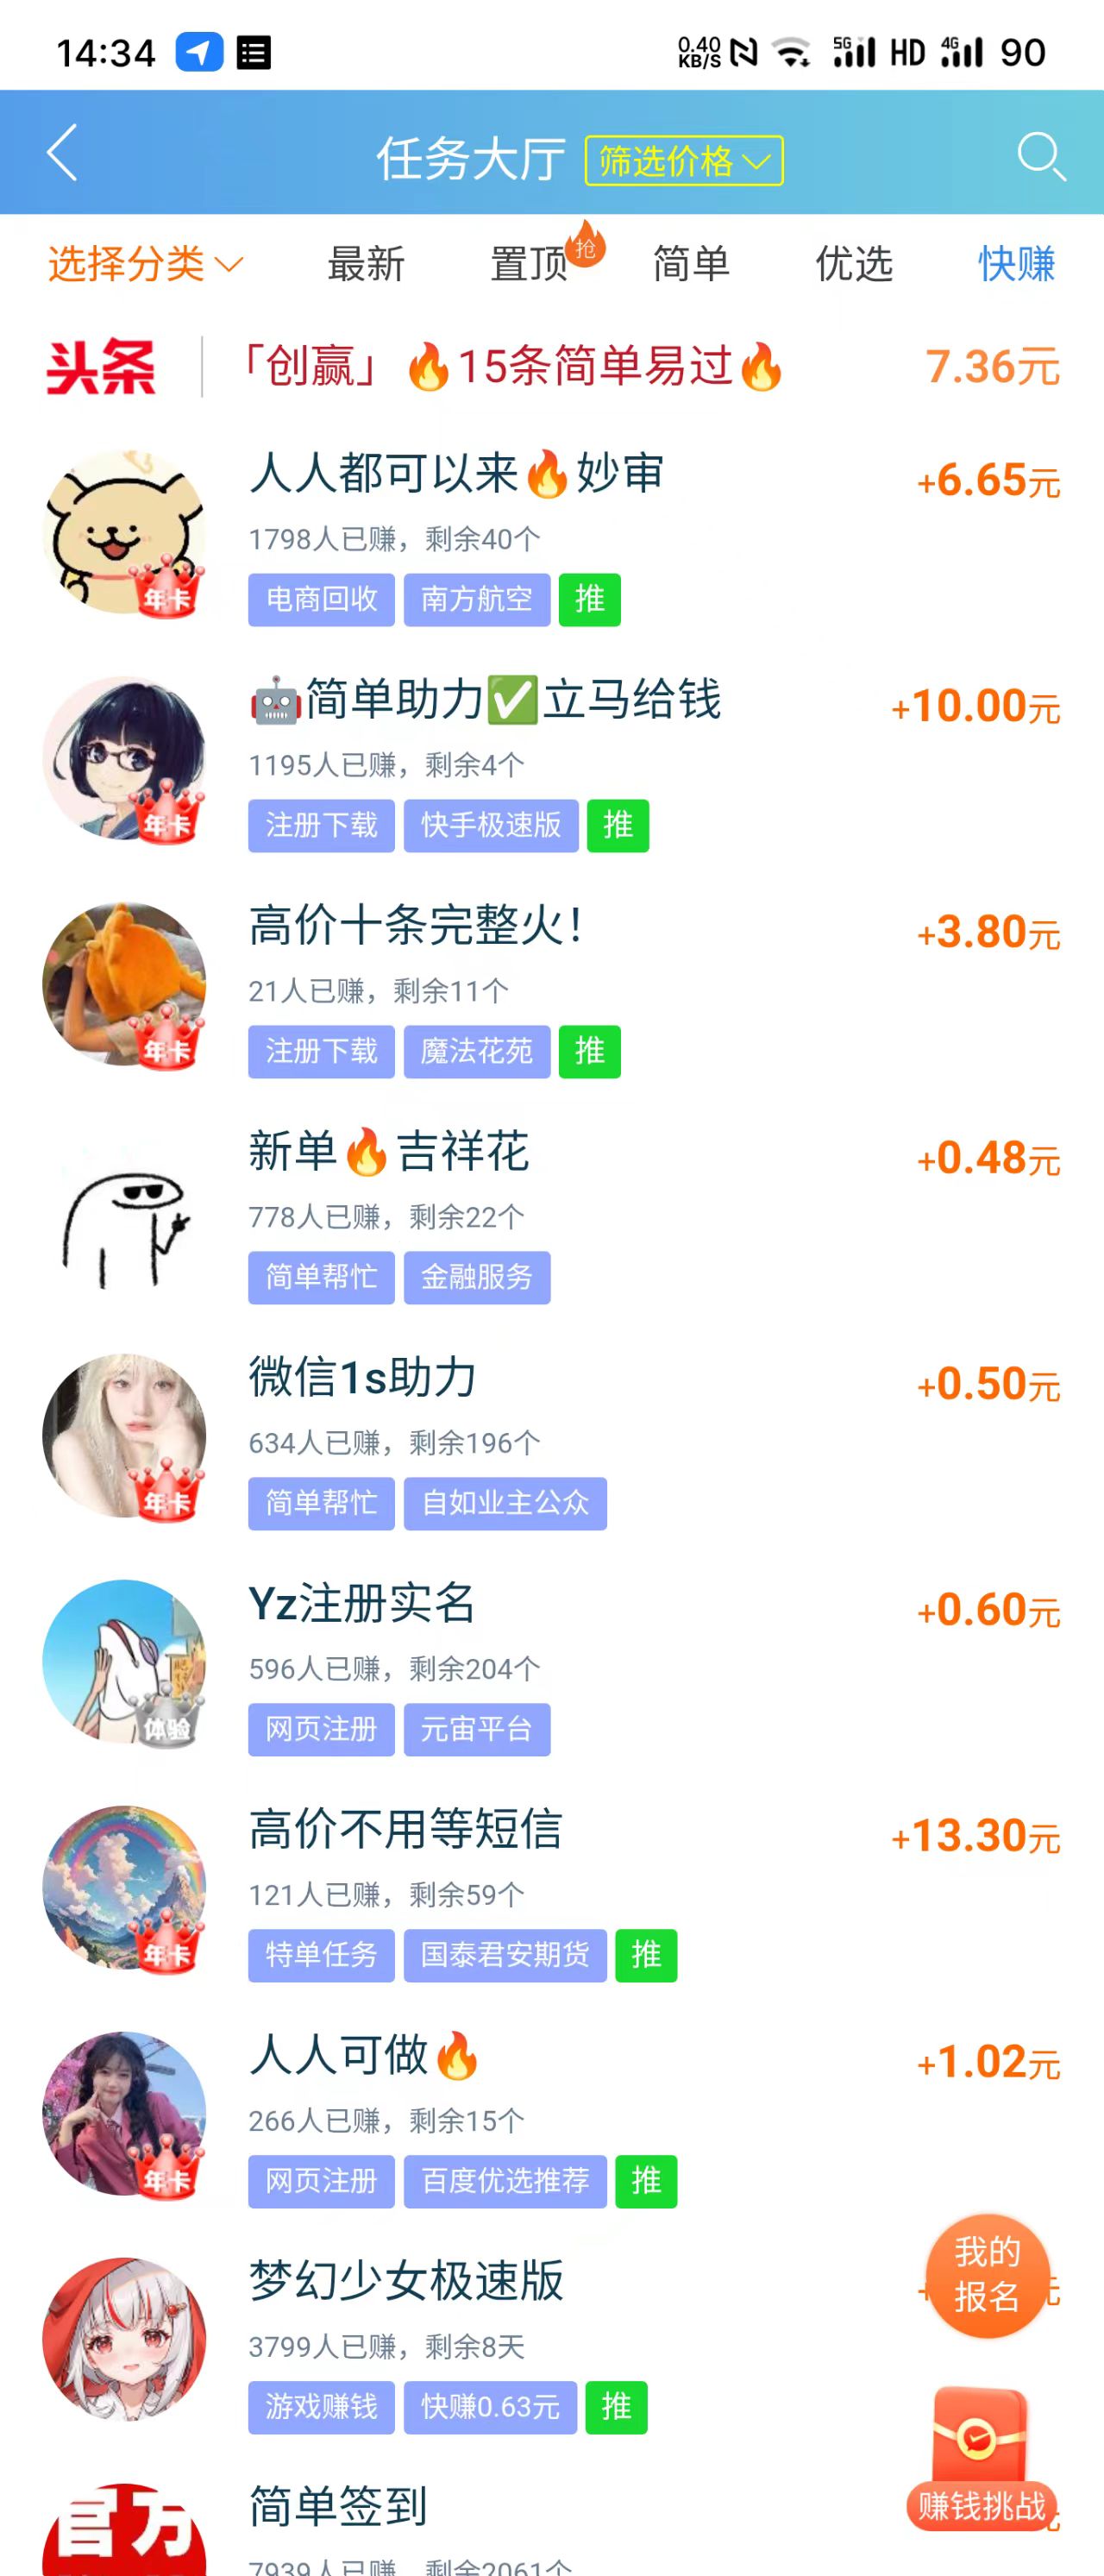 14:34 0.40 KB/S 5G HD 4G 90
任务大厅 筛选价格
选择分类 最新 置顶 抢 简单 优选 快赚
头条 「创赢」🔥15条简单易过🔥 7.36元
人人都可以来🔥妙审 +6.65元
1798人已赚，剩余40个
电商回收 南方航空 推
年卡
🤖简单助力✅立马给钱 +10.00元
1195人已赚，剩余4个
注册下载 快手极速版 推
年卡
高价十条完整火！ +3.80元
21人已赚，剩余11个
注册下载 魔法花苑 推
年卡
新单🔥吉祥花 +0.48元
778人已赚，剩余22个
简单帮忙 金融服务
微信1s助力 +0.50元
634人已赚，剩余196个
简单帮忙 自如业主公众
年卡
Yz注册实名 +0.60元
596人已赚，剩余204个
网页注册 元宙平台
体验
高价不用等短信 +13.30元
121人已赚，剩余59个
特单任务 国泰君安期货 推
年卡
人人可做🔥 +1.02元
266人已赚，剩余15个
网页注册 百度优选推荐 推
年卡
我的
报名
梦幻少女极速版
3799人已赚，剩余8天
游戏赚钱 快赚0.63元 推
赚钱挑战
简单签到
官方
7939人已赚，剩余2061个